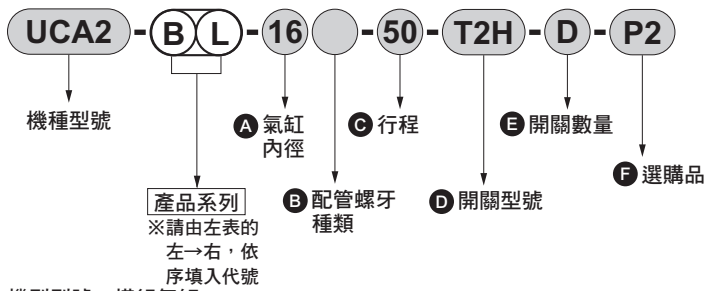 UCA2 - B L - 16 - 50 - T2H - D - P2
機種型號
A 氣缸
內徑
C 行程
E 開關數量
F 選購品
產品系列
※請由左表的
左→右，依
序填入代號
B 配管螺牙
種類
D 開關型號